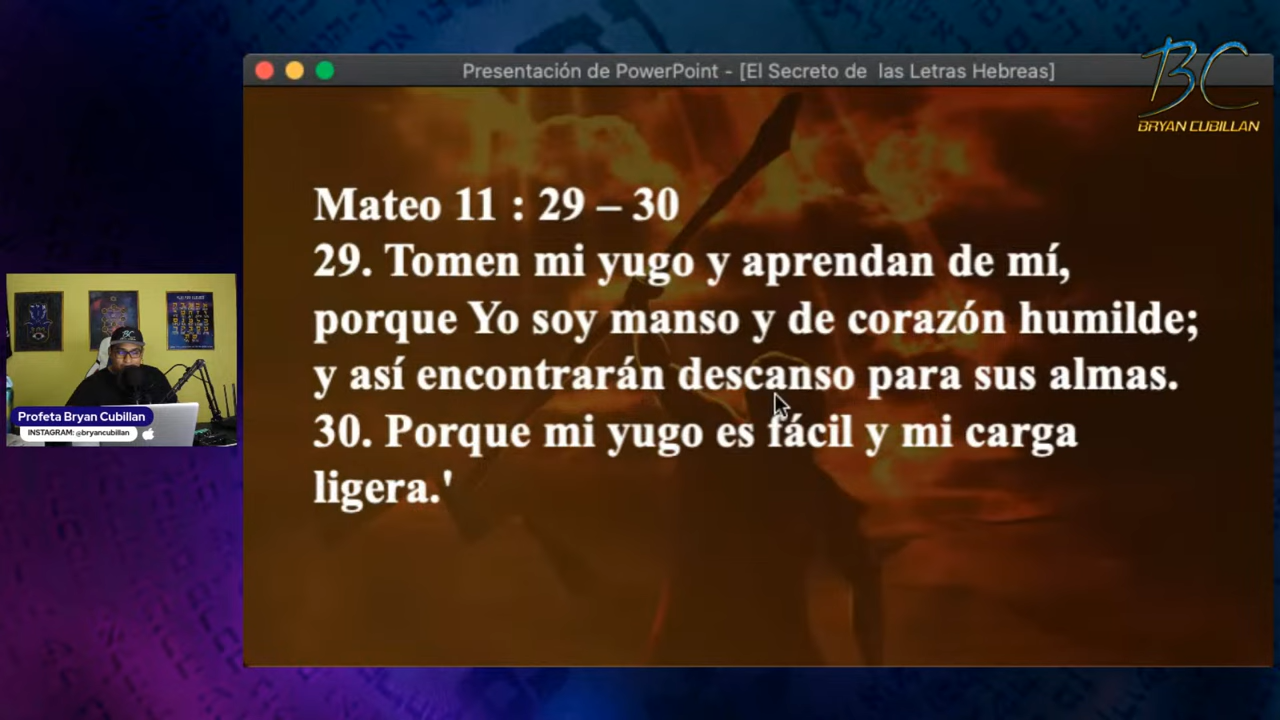 Presentación de PowerPoint - [El Secreto de las Letras Hebreas]
BC
BRYAN CUBILLAN
Mateo 11 : 29 – 30
29. Tomen mi yugo y aprendan de mí,
porque Yo soy manso y de corazón humilde;
y así encontrarán descanso para sus almas.
30. Porque mi yugo es fácil y mi carga
ligera.'
Profeta Bryan Cubillan
INSTAGRAM: @bryancubillan